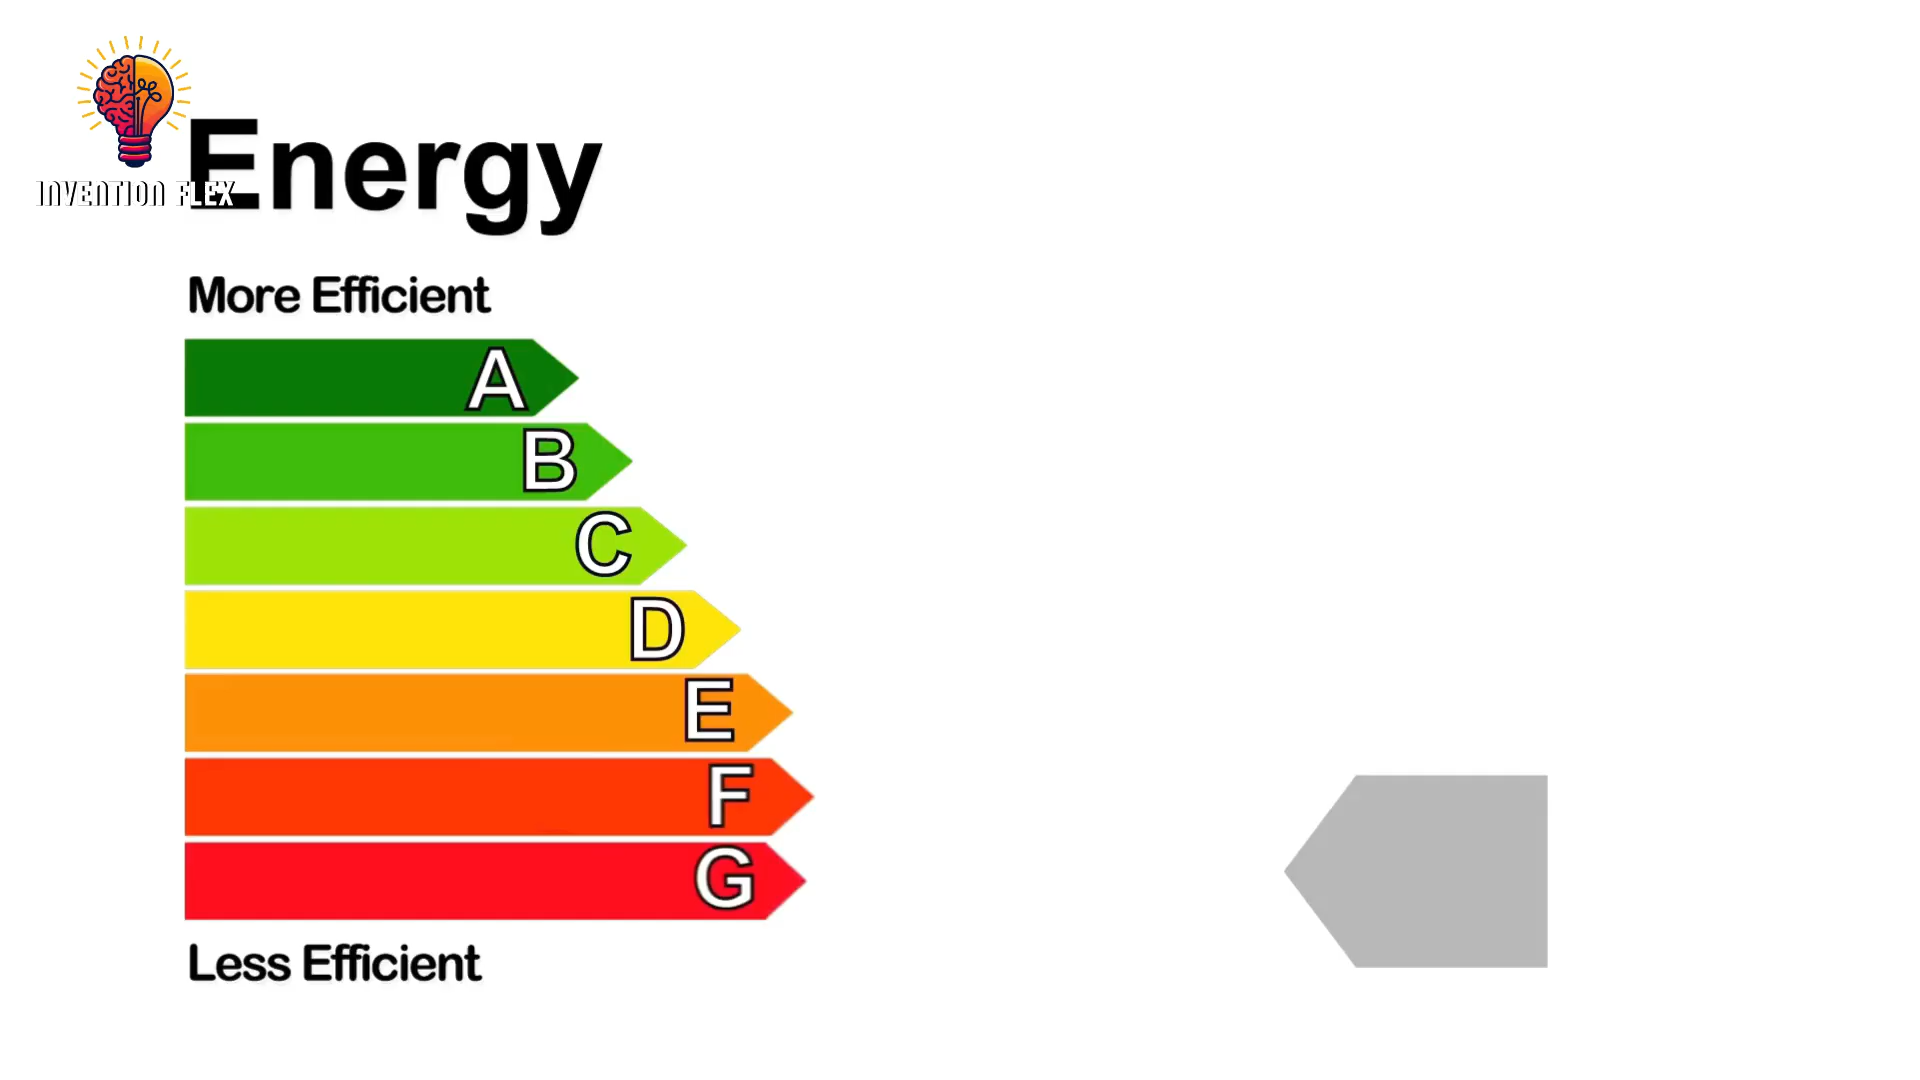 INVENTION FLEX
Energy
More Efficient
A
B
C
D
E
F
G
Less Efficient